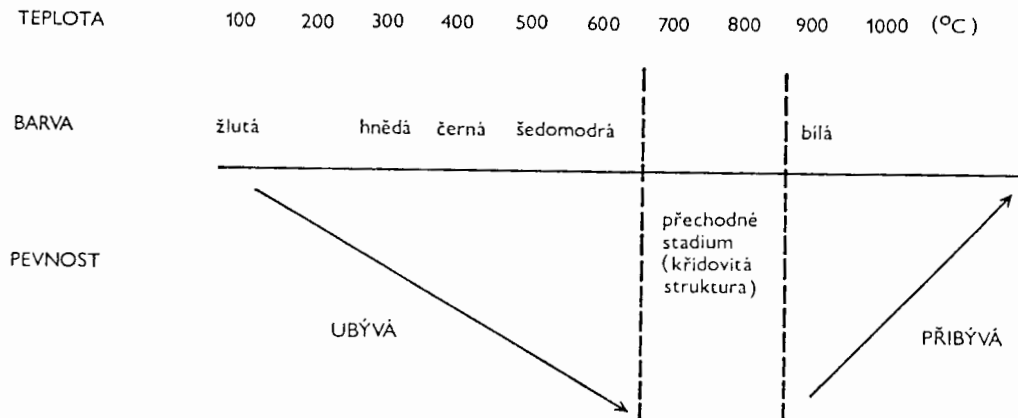 TEPLOTA 100 200 300 400 500 600 700 800 900 1000 (°C)
BARVA žlutá hnědá černá šedomodrá bílá
PEVNOST
přechodné
stadium
(křídovitá
struktura)
UBÝVÁ PŘIBÝVÁ